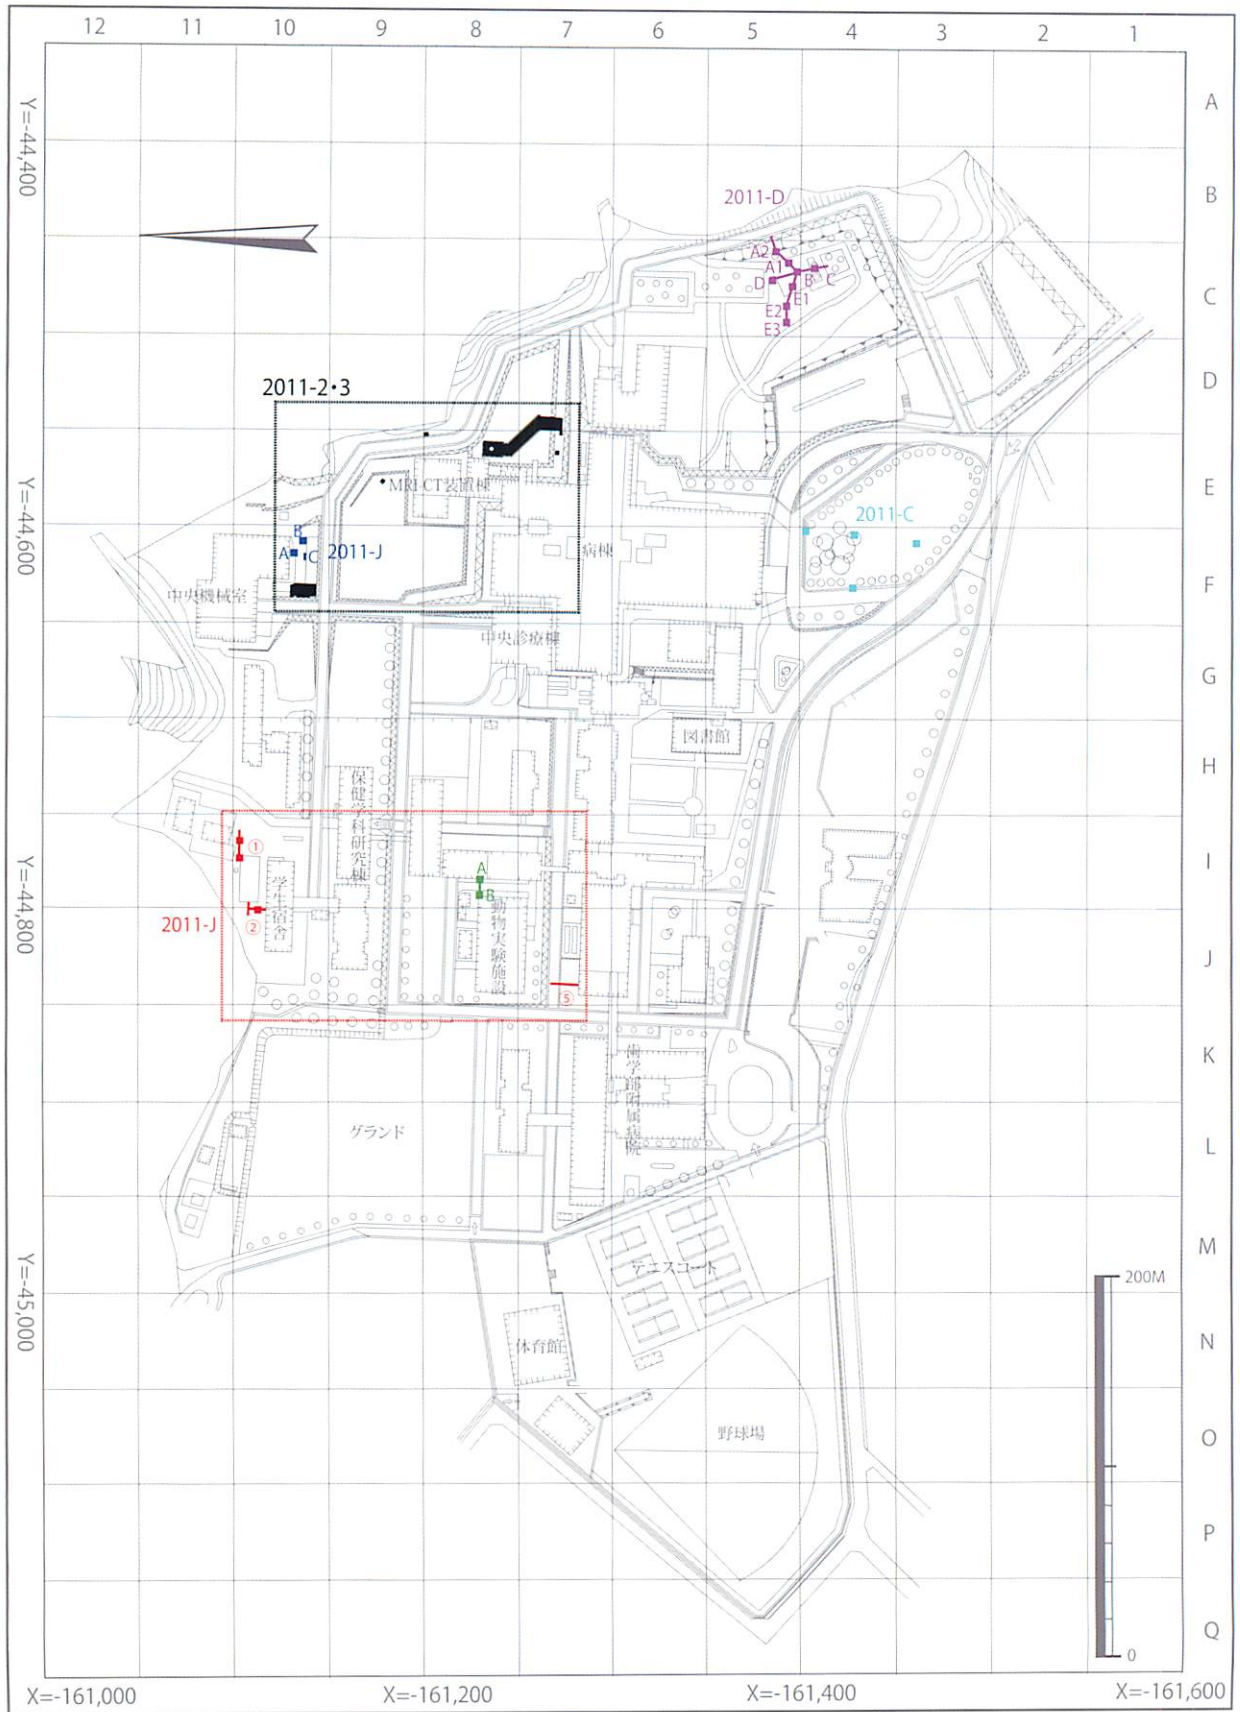 12 11 10 9 8 7 6 5 4 3 2 1
A
B
C
D
E
F
G
H
I
J
K
L
M
N
O
P
Q
Y=-44,400
Y=-44,600
Y=-44,800
Y=-45,000
X=-161,000 X=-161,200 X=-161,400 X=-161,600
2011-D
A2
A1
D
B C
E1
E2
E3
2011-2・3
MRI-CT装置棟
2011-C
B
A C 2011-J
病棟
中央機械室
中央診療棟
図書館
保健学科研究棟
①
学生宿舎
A
B
2011-J
②
動物実験施設
⑤
歯学部附属病院
グランド
テニスコート
200M
体育館
野球場
0